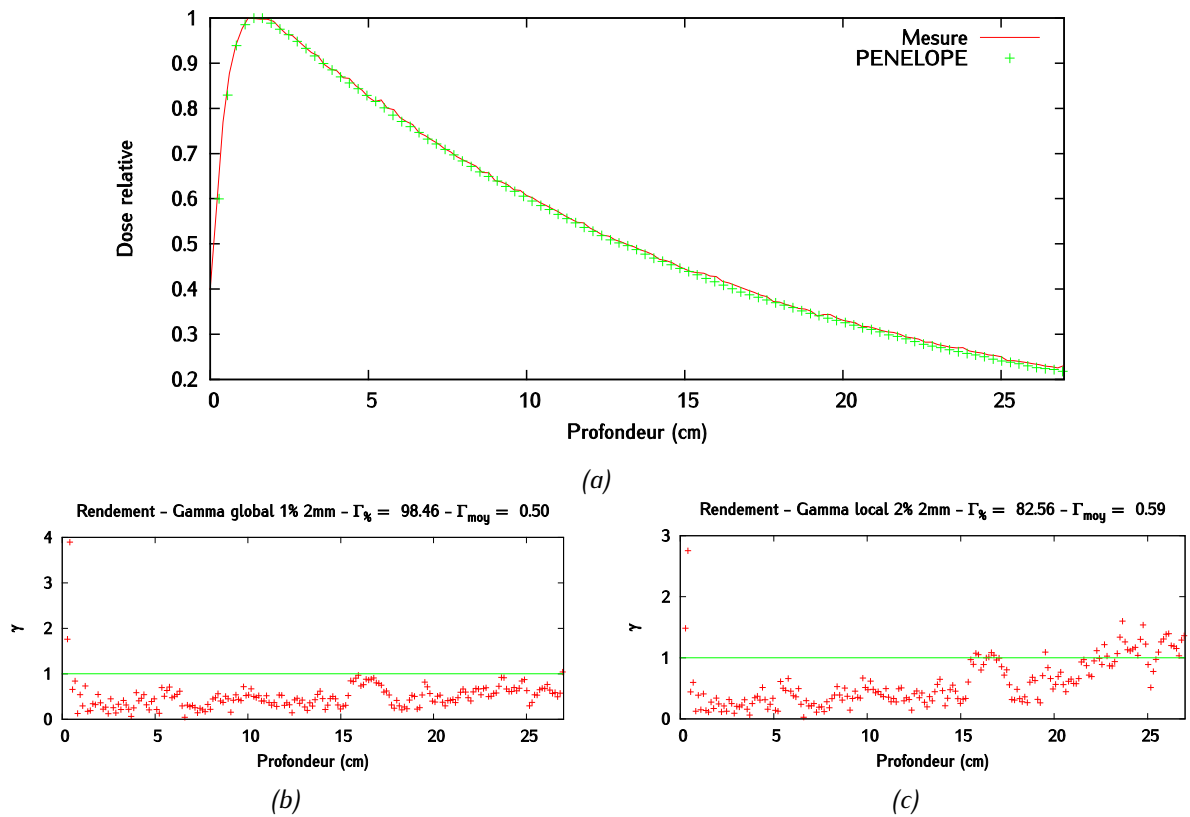 1
0.9
0.8
0.7
0.6
0.5
0.4
0.3
0.2
Dose relative
Mesure
PENELOPE
0 5 10 15 20 25
Profondeur (cm)
(a)
Rendement - Gamma global 1% 2mm - Γ% = 98.46 - Γmoy = 0.50
4
3
2
1
0
γ
0 5 10 15 20 25
Profondeur (cm)
(b)
Rendement - Gamma local 2% 2mm - Γ% = 82.56 - Γmoy = 0.59
3
2
1
0
γ
0 5 10 15 20 25
Profondeur (cm)
(c)